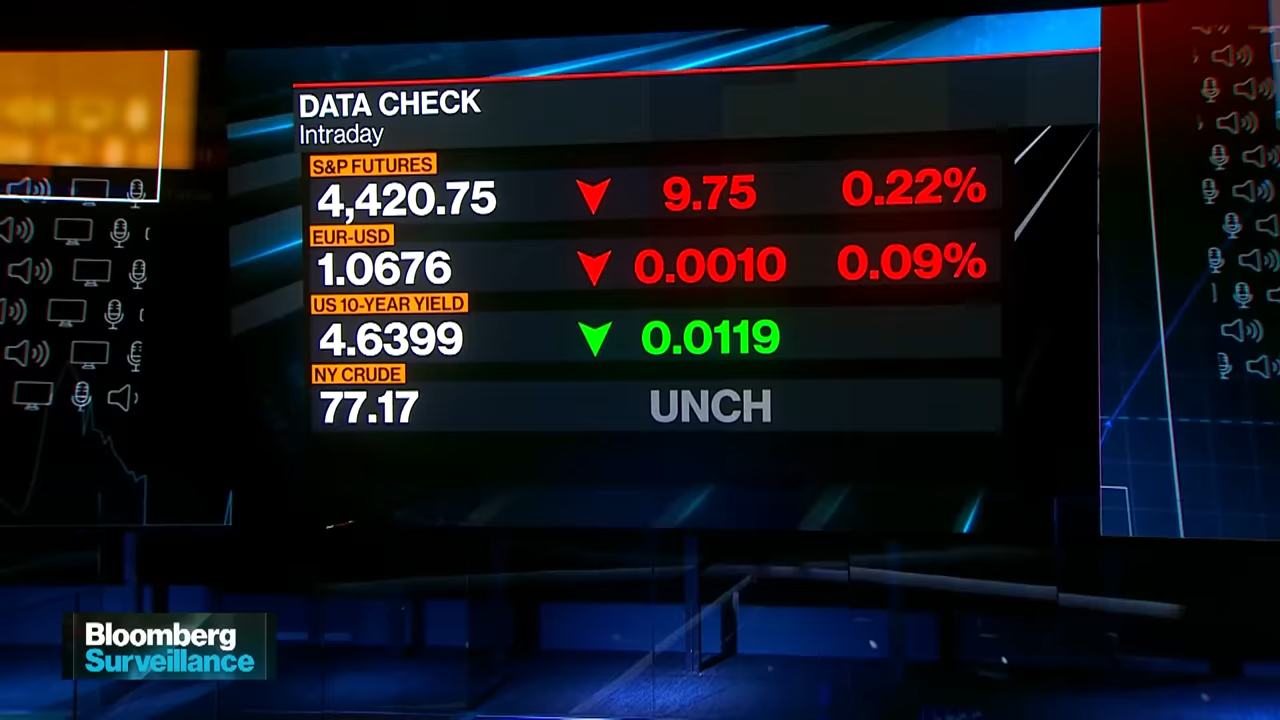 DATA CHECK
Intraday
S&P FUTURES
4,420.75 9.75 0.22%
EUR-USD
1.0676 0.0010 0.09%
US 10-YEAR YIELD
4.6399 0.0119
NY CRUDE
77.17 UNCH
Bloomberg
Surveillance